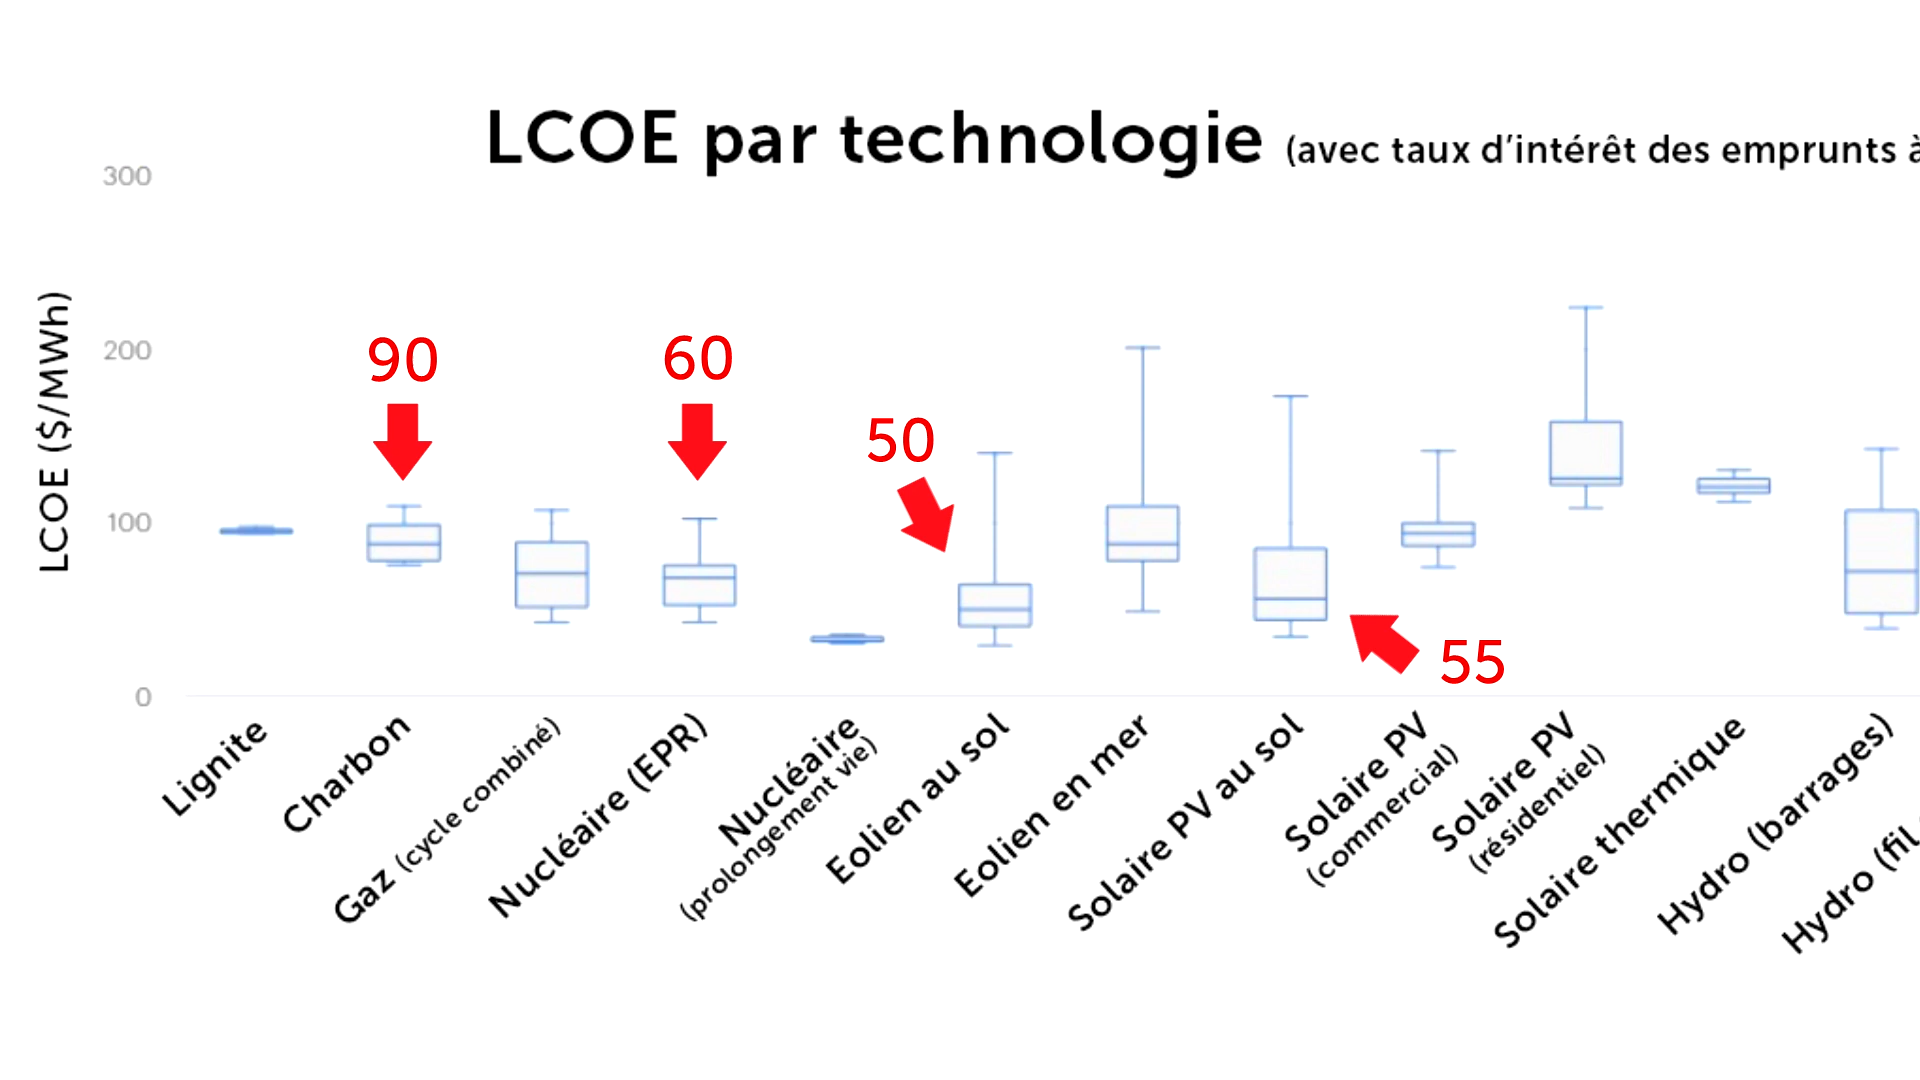 LCOE par technologie (avec taux d'intérêt des emprunts à
300
200
100
0
LCOE ($/MWh)
90
60
50
55
Lignite
Charbon
Gaz (cycle combiné)
Nucléaire (EPR)
Nucléaire
(prolongement vie)
Eolien au sol
Eolien en mer
Solaire PV au sol
Solaire PV
(commercial)
Solaire PV
(résidentiel)
Solaire thermique
Hydro (barrages)
Hydro (fil